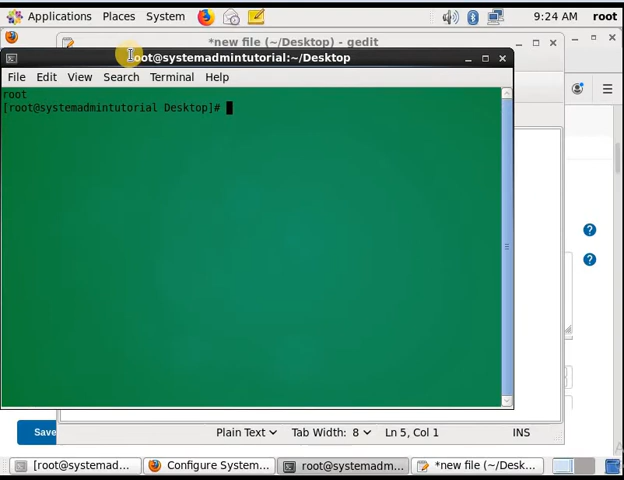 Applications Places System 9:24 AM root
*new file (~/Desktop) - gedit
root@systemadmintutorial:~/Desktop
File Edit View Search Terminal Help
root
[root@systemadmintutorial Desktop]#
Save
Plain Text Tab Width: 8 Ln 5, Col 1 INS
[root@systemad... Configure System... root@systemadm... *new file (~/Desk...